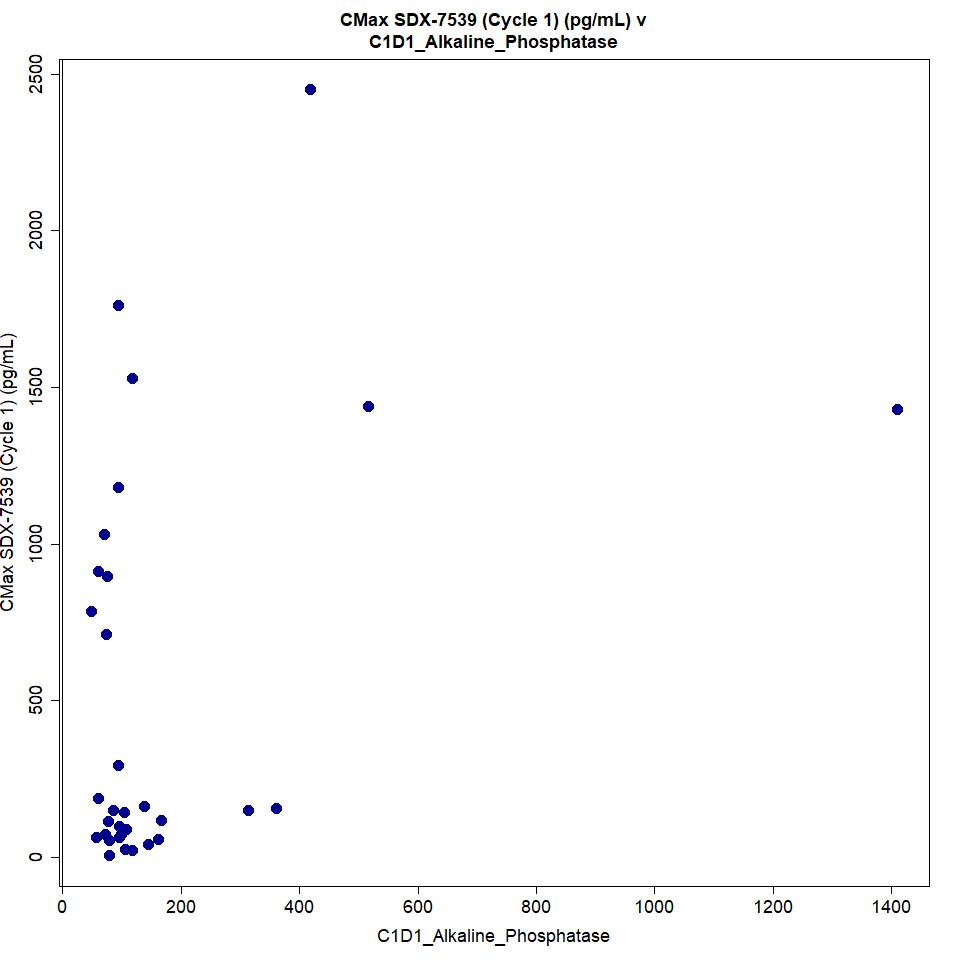 CMax SDX-7539 (Cycle 1) (pg/mL) v
C1D1_Alkaline_Phosphatase
CMax SDX-7539 (Cycle 1) (pg/mL)
2500
2000
1500
1000
500
0
0 200 400 600 800 1000 1200 1400
C1D1_Alkaline_Phosphatase